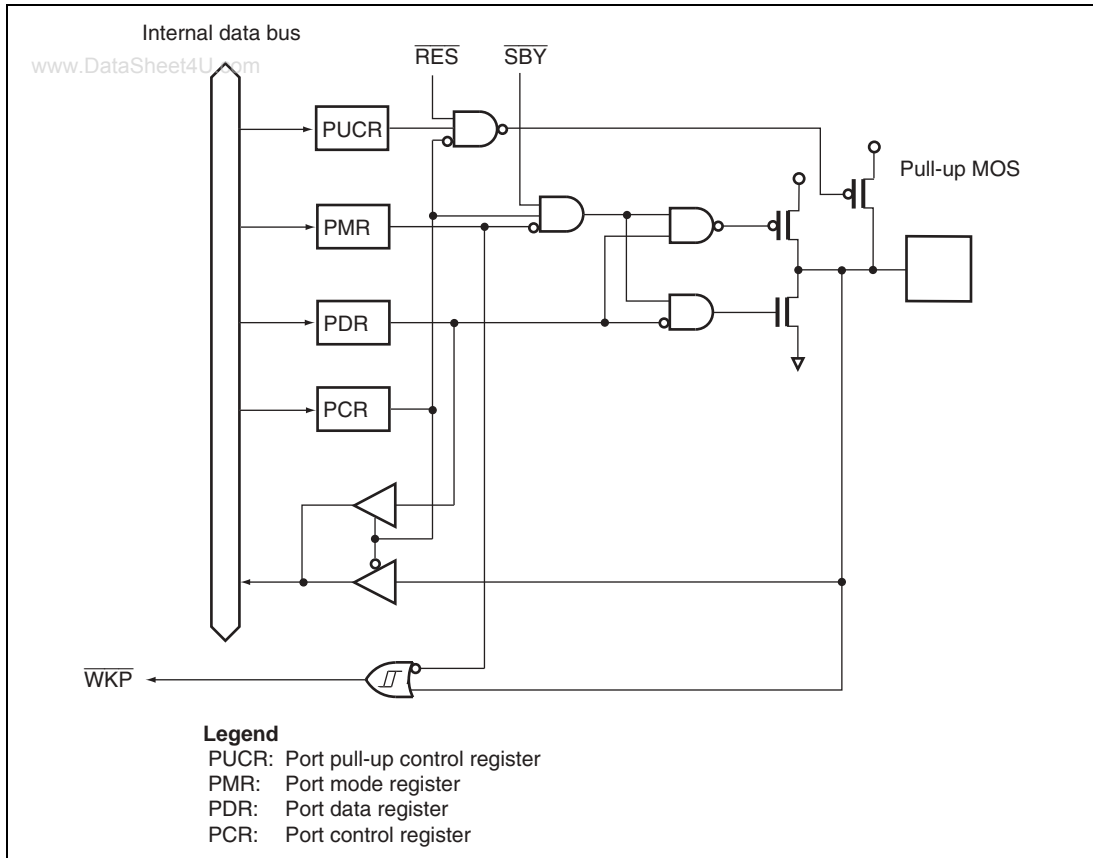 Internal data bus
www.DataSheet4U.com
RES
SBY
PUCR
Pull-up MOS
PMR
PDR
PCR
WKP
Legend
PUCR: Port pull-up control register
PMR: Port mode register
PDR: Port data register
PCR: Port control register